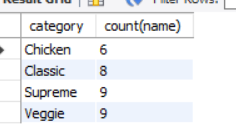 Result Grid Filter Rows:
category count(name)
Chicken 6
Classic 8
Supreme 9
Veggie 9